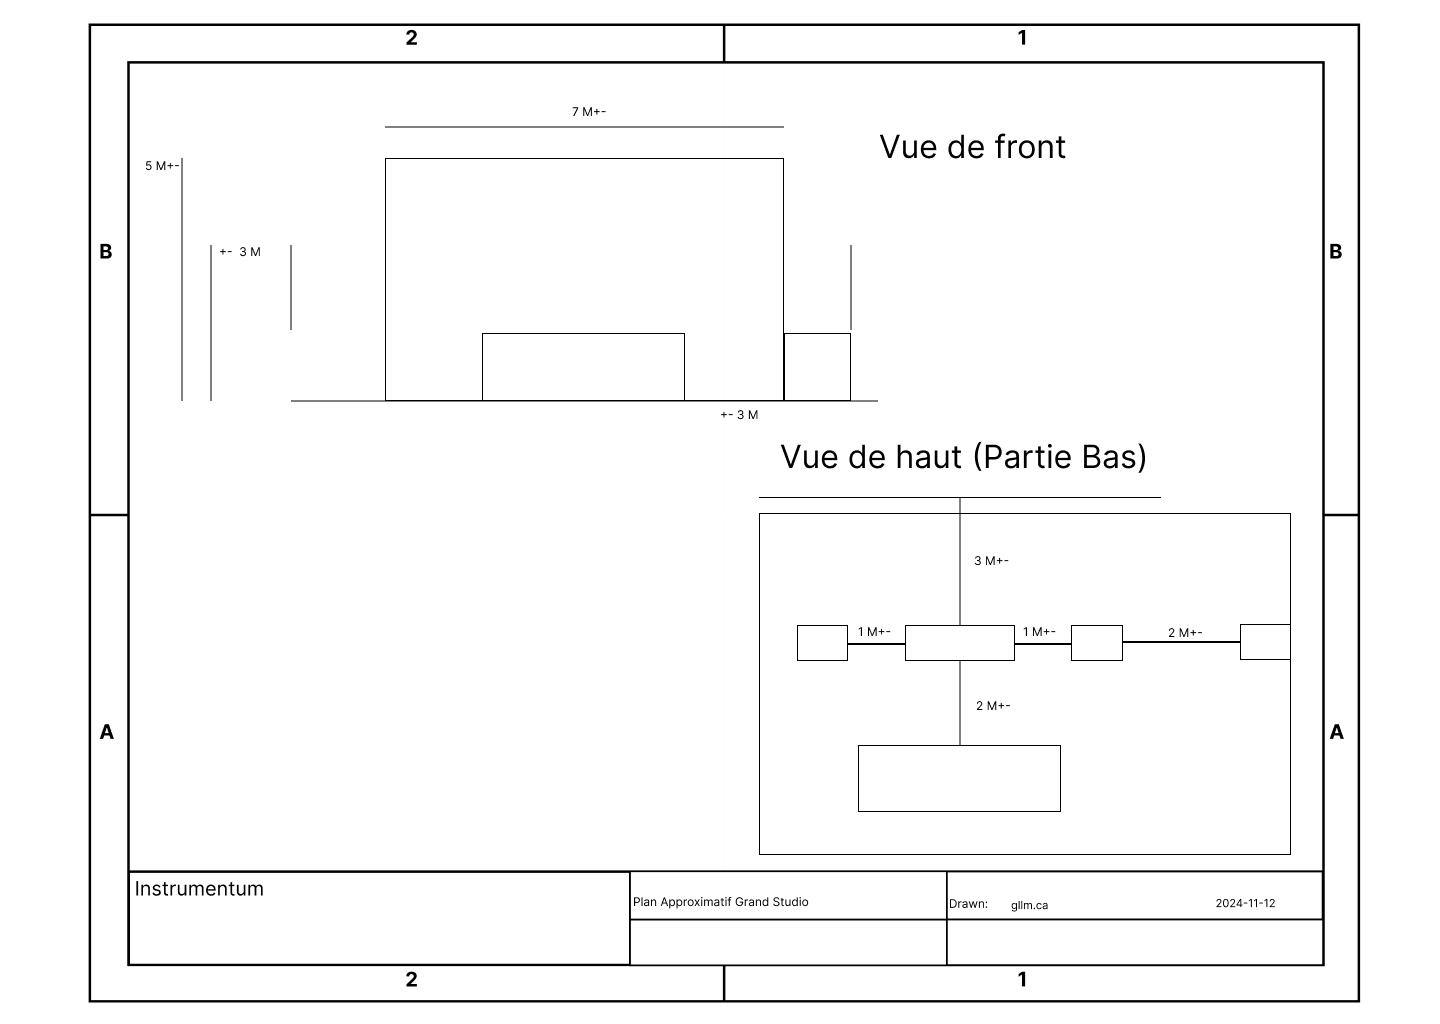 2 1
7 M+-
Vue de front
5 M+-
B +- 3 M B
+- 3 M
Vue de haut (Partie Bas)
3 M+-
1 M+- 1 M+- 2 M+-
2 M+-
A A
Instrumentum
Plan Approximatif Grand Studio
Drawn: gllm.ca 2024-11-12
2 1